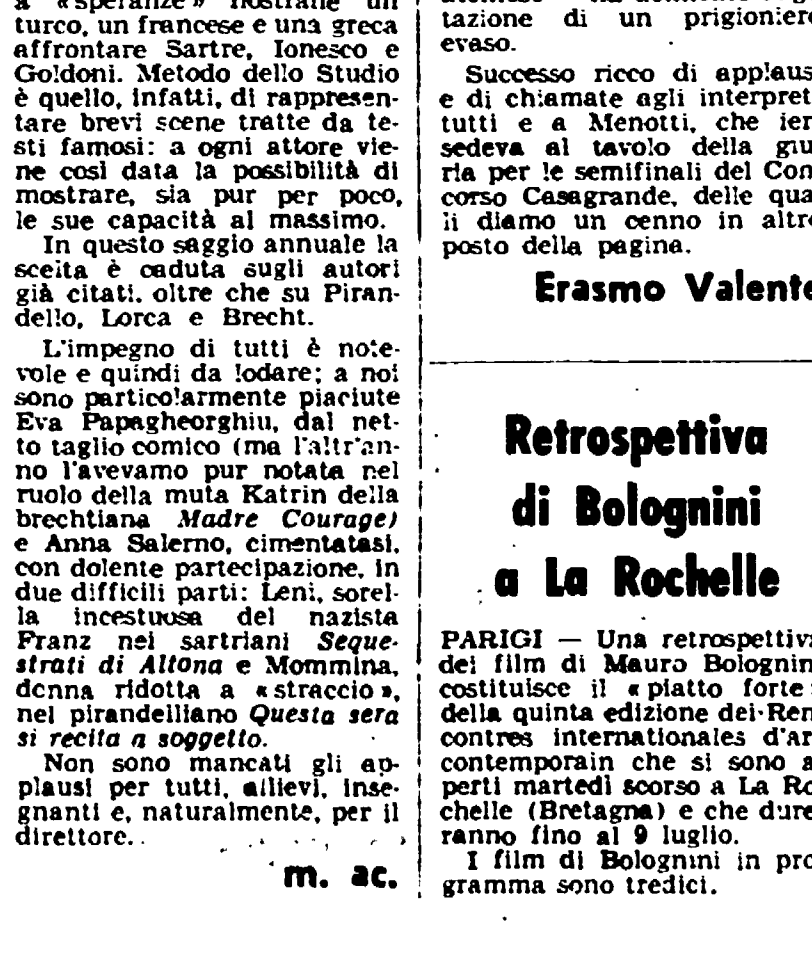 a «speranze» nostrane un
turco, un francese e una greca
affrontare Sartre, Ionesco e
Goldoni. Metodo dello Studio
è quello, infatti, di rappresen-
tare brevi scene tratte da te-
sti famosi: a ogni attore vie-
ne così data la possibilità di
mostrare, sia pur per poco,
le sue capacità al massimo.
In questo saggio annuale la
scelta è caduta sugli autori
già citati, oltre che su Piran-
dello, Lorca e Brecht.
L'impegno di tutti è note-
vole e quindi da lodare; a noi
sono particolarmente piaciute
Eva Papagheorghiu, dal net-
to taglio comico (ma l'altr'an-
no l'avevamo pur notata nel
ruolo della muta Katrin della
brechtiana Madre Courage)
e Anna Salerno, cimentatasi,
con dolente partecipazione, in
due difficili parti: Leni, sorel-
la incestuosa del nazista
Franz nei sartriani Seque-
strati di Altona e Mommina,
donna ridotta a «straccio»,
nel pirandelliano Questa sera
si recita a soggetto.
Non sono mancati gli ap-
plausi per tutti, allievi, inse-
gnanti e, naturalmente, per il
direttore.
m. ac.
tazione di un prigionier
evaso.
Successo ricco di applaus
e di chiamate agli interpret
tutti e a Menotti, che ier
sedeva al tavolo della giu
ria per le semifinali del Con
corso Casagrande, delle qua
li diamo un cenno in altr
posto della pagina.
Erasmo Valente
Retrospettiva
di Bolognini
a La Rochelle
PARIGI — Una retrospettiva
dei film di Mauro Bolognin
costituisce il «piatto forte»
della quinta edizione dei Ren
contres internationales d'ar
contemporain che si sono a
perti martedì scorso a La Ro
chelle (Bretagna) e che dure
ranno fino al 9 luglio.
I film di Bolognini in pro
gramma sono tredici.